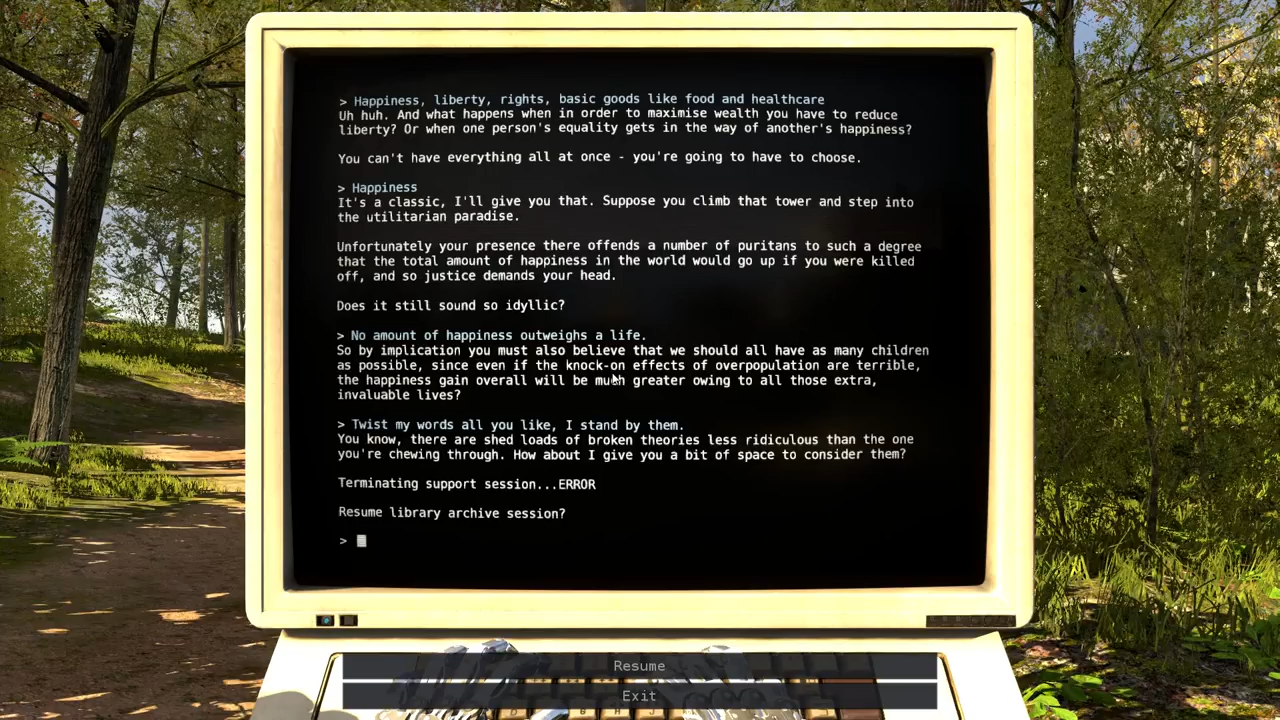 > Happiness, liberty, rights, basic goods like food and healthcare
Uh huh. And what happens when in order to maximise wealth you have to reduce
liberty? Or when one person's equality gets in the way of another's happiness?
You can't have everything all at once - you're going to have to choose.
> Happiness
It's a classic, I'll give you that. Suppose you climb that tower and step into
the utilitarian paradise.
Unfortunately your presence there offends a number of puritans to such a degree
that the total amount of happiness in the world would go up if you were killed
off, and so justice demands your head.
Does it still sound so idyllic?
> No amount of happiness outweighs a life.
So by implication you must also believe that we should all have as many children
as possible, since even if the knock-on effects of overpopulation are terrible,
the happiness gain overall will be much greater owing to all those extra,
invaluable lives?
> Twist my words all you like, I stand by them.
You know, there are shed loads of broken theories less ridiculous than the one
you're chewing through. How about I give you a bit of space to consider them?
Terminating support session...ERROR
Resume library archive session?
>
Resume
Exit